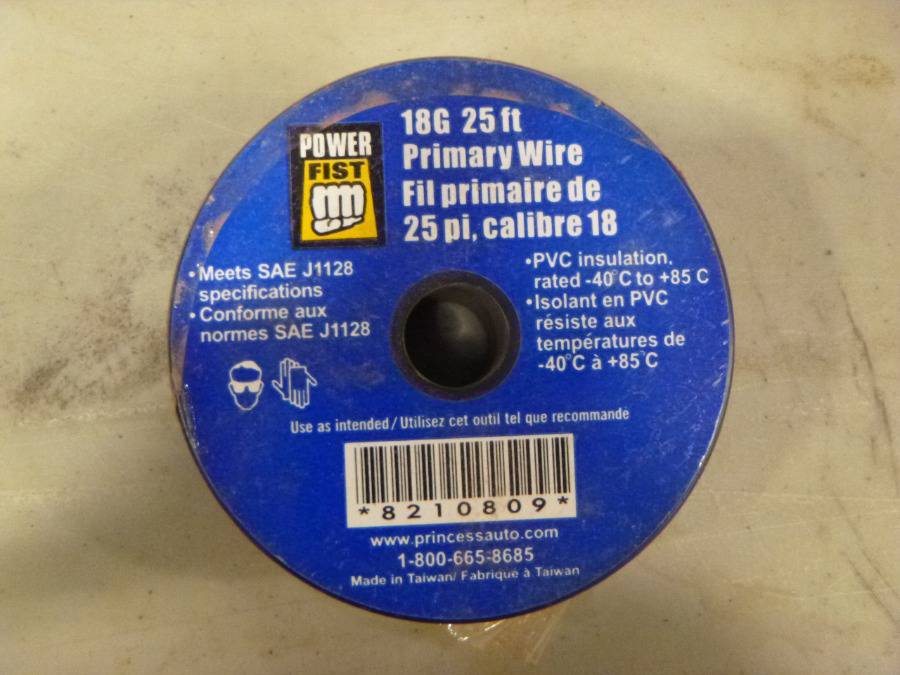 POWER
FIST
18G 25 ft
Primary Wire
Fil primaire de
25 pi, calibre 18
•Meets SAE J1128
specifications
•Conforme aux
normes SAE J1128
•PVC insulation,
rated -40°C to +85 C
•Isolant en PVC
résiste aux
températures de
-40°C à +85°C
Use as intended/Utilisez cet outil tel que recommande
*8210809*
www.princessauto.com
1-800-665-8685
Made in Taiwan/ Fabriqué à Taiwan